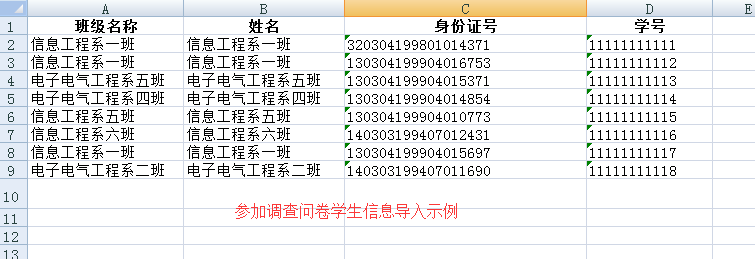 A B C D E
1 班级名称 姓名 身份证号 学号
2 信息工程系一班 信息工程系一班 320304199801014371 11111111111
3 信息工程系一班 信息工程系一班 130304199904016753 11111111112
4 电子电气工程系五班 电子电气工程系五班 130304199904015371 11111111113
5 电子电气工程系四班 电子电气工程系四班 130304199904014854 11111111114
6 信息工程系五班 信息工程系五班 130304199904010773 11111111115
7 信息工程系六班 信息工程系六班 140303199407012431 11111111116
8 信息工程系一班 信息工程系一班 130304199904015697 11111111117
9 电子电气工程系二班 电子电气工程系二班 140303199407011690 11111111118
10
11 参加调查问卷学生信息导入示例
12
13